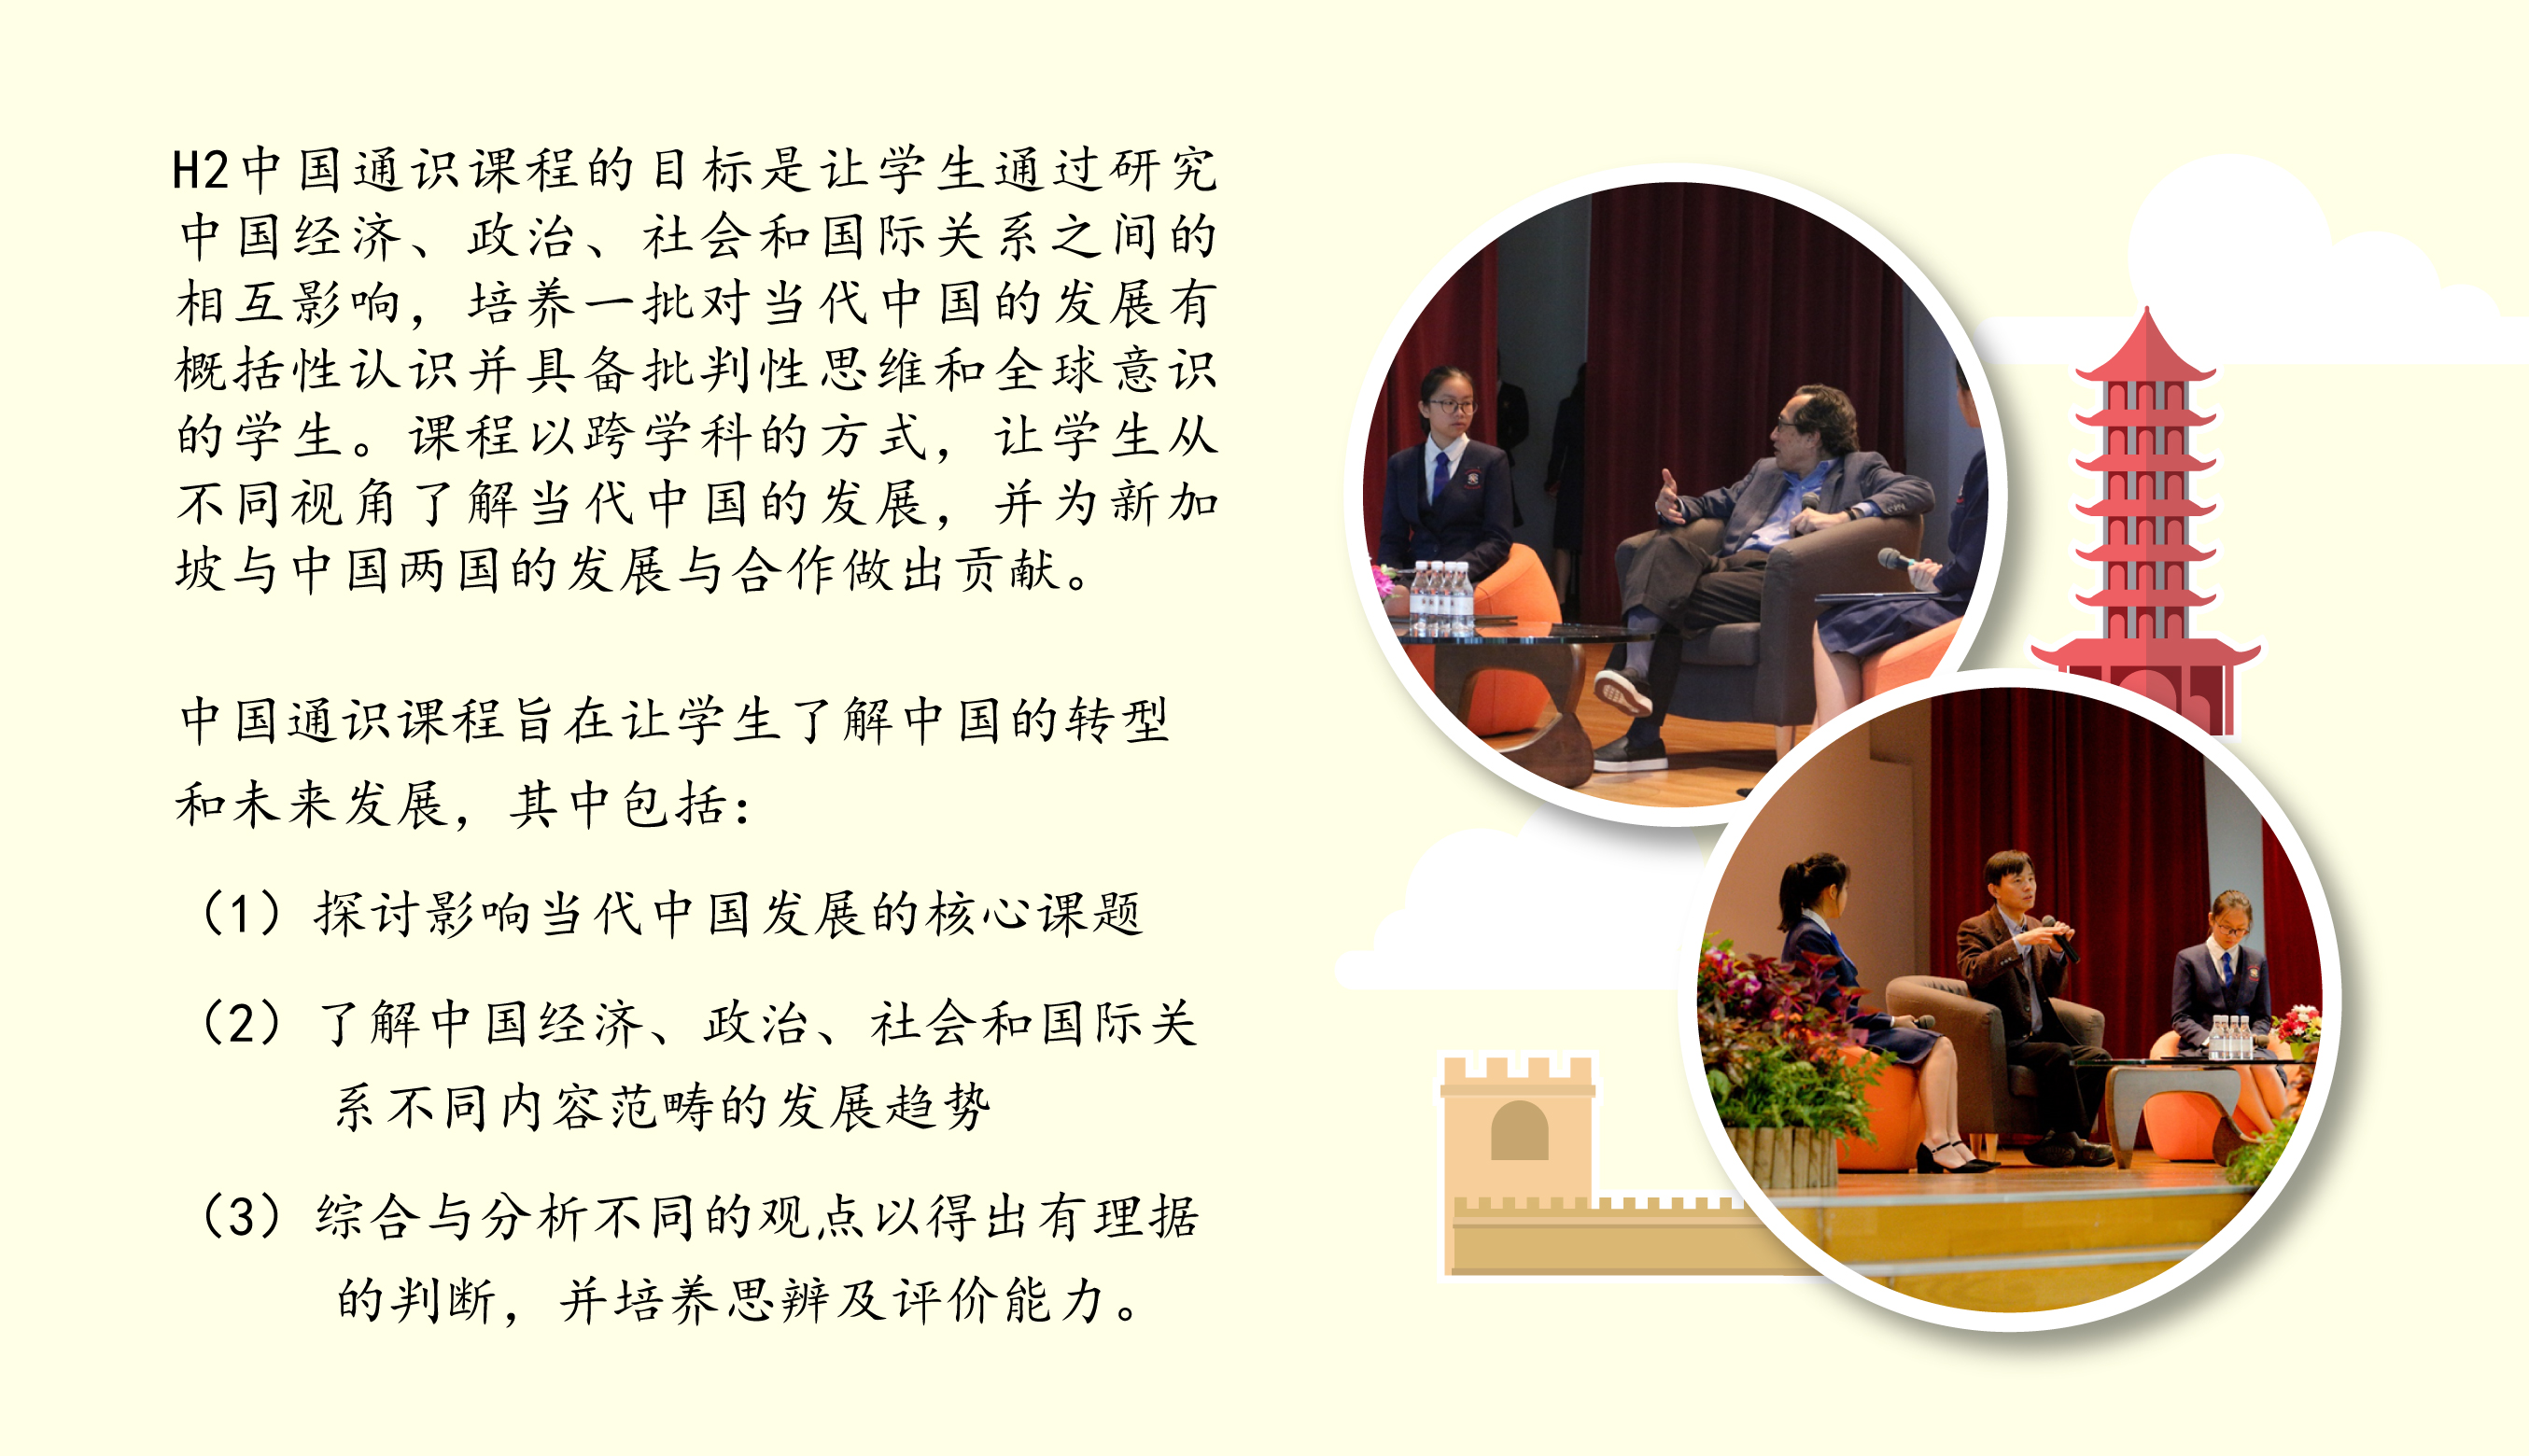 H2中国通识课程的目标是让学生通过研究
中国经济、政治、社会和国际关系之间的
相互影响，培养一批对当代中国的发展有
概括性认识并具备批判性思维和全球意识
的学生。课程以跨学科的方式，让学生从
不同视角了解当代中国的发展，并为新加
坡与中国两国的发展与合作做出贡献。
中国通识课程旨在让学生了解中国的转型
和未来发展，其中包括：
（1）探讨影响当代中国发展的核心课题
（2）了解中国经济、政治、社会和国际关
系不同内容范畴的发展趋势
（3）综合与分析不同的观点以得出有理据
的判断，并培养思辨及评价能力。